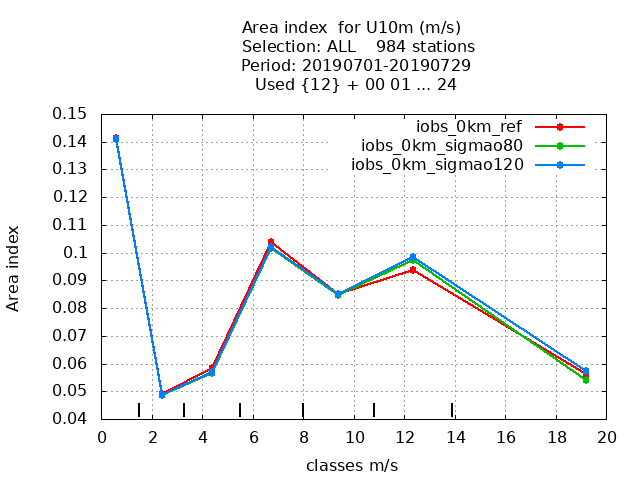 Area index  for U10m (m/s)
Selection: ALL    984 stations
Period: 20190701-20190729
Used {12} + 00 01 ... 24
iobs_0km_ref
iobs_0km_sigmao80
iobs_0km_sigmao120
0.15
0.14
0.13
0.12
0.11
0.1
0.09
0.08
0.07
0.06
0.05
0.04
Area index
0 2 4 6 8 10 12 14 16 18 20
classes m/s